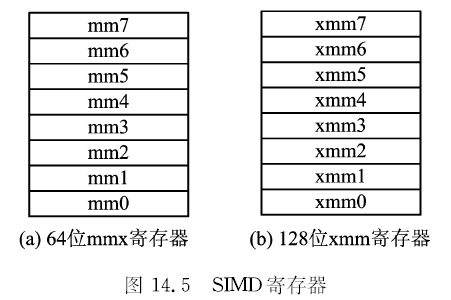 mm7
mm6
mm5
mm4
mm3
mm2
mm1
mm0
(a) 64位mmx寄存器
xmm7
xmm6
xmm5
xmm4
xmm3
xmm2
xmm1
xmm0
(b) 128位xmm寄存器
图 14.5 SIMD 寄存器